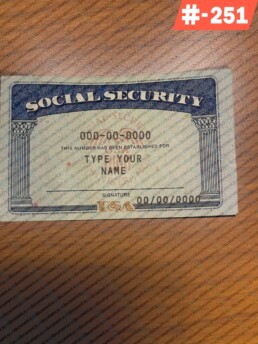 #-251
SOCIAL SECURITY
000-00-0000
THIS NUMBER HAS BEEN ESTABLISHED FOR
TYPE YOUR
NAME
SIGNATURE
USA
00/00/0000